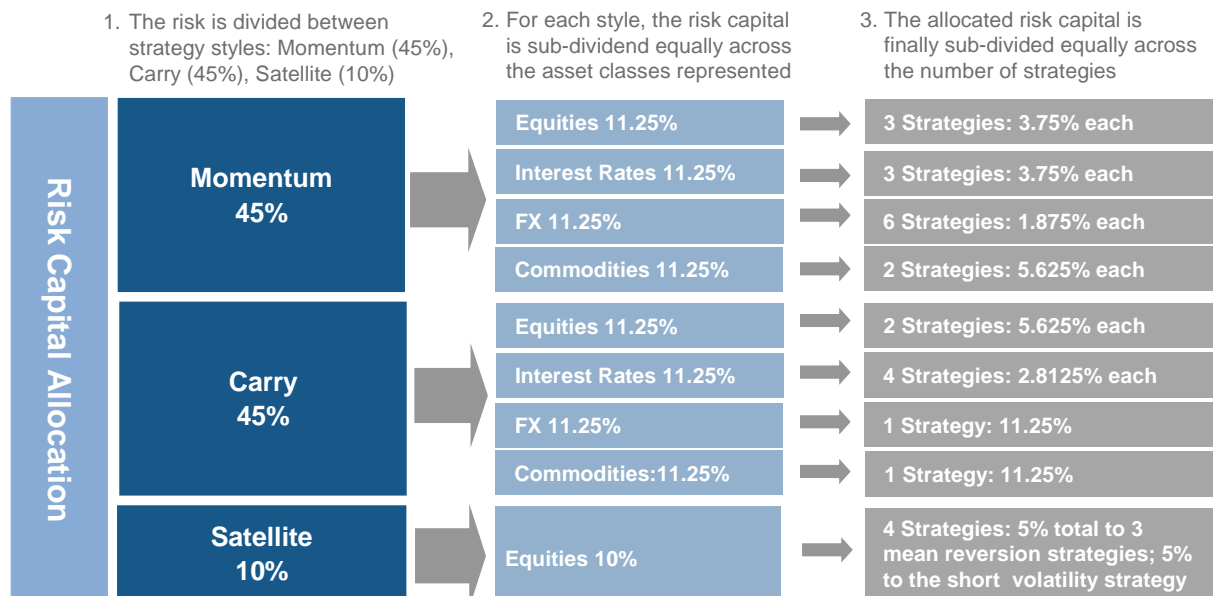 1. The risk is divided between
strategy styles: Momentum (45%),
Carry (45%), Satellite (10%)
2. For each style, the risk capital
is sub-dividend equally across
the asset classes represented
3. The allocated risk capital is
finally sub-divided equally across
the number of strategies
Risk Capital Allocation
Momentum
45%
Equities 11.25%
3 Strategies: 3.75% each
Interest Rates 11.25%
3 Strategies: 3.75% each
FX 11.25%
6 Strategies: 1.875% each
Commodities 11.25%
2 Strategies: 5.625% each
Carry
45%
Equities 11.25%
2 Strategies: 5.625% each
Interest Rates 11.25%
4 Strategies: 2.8125% each
FX 11.25%
1 Strategy: 11.25%
Commodities:11.25%
1 Strategy: 11.25%
Satellite
10%
Equities 10%
4 Strategies: 5% total to 3
mean reversion strategies; 5%
to the short volatility strategy